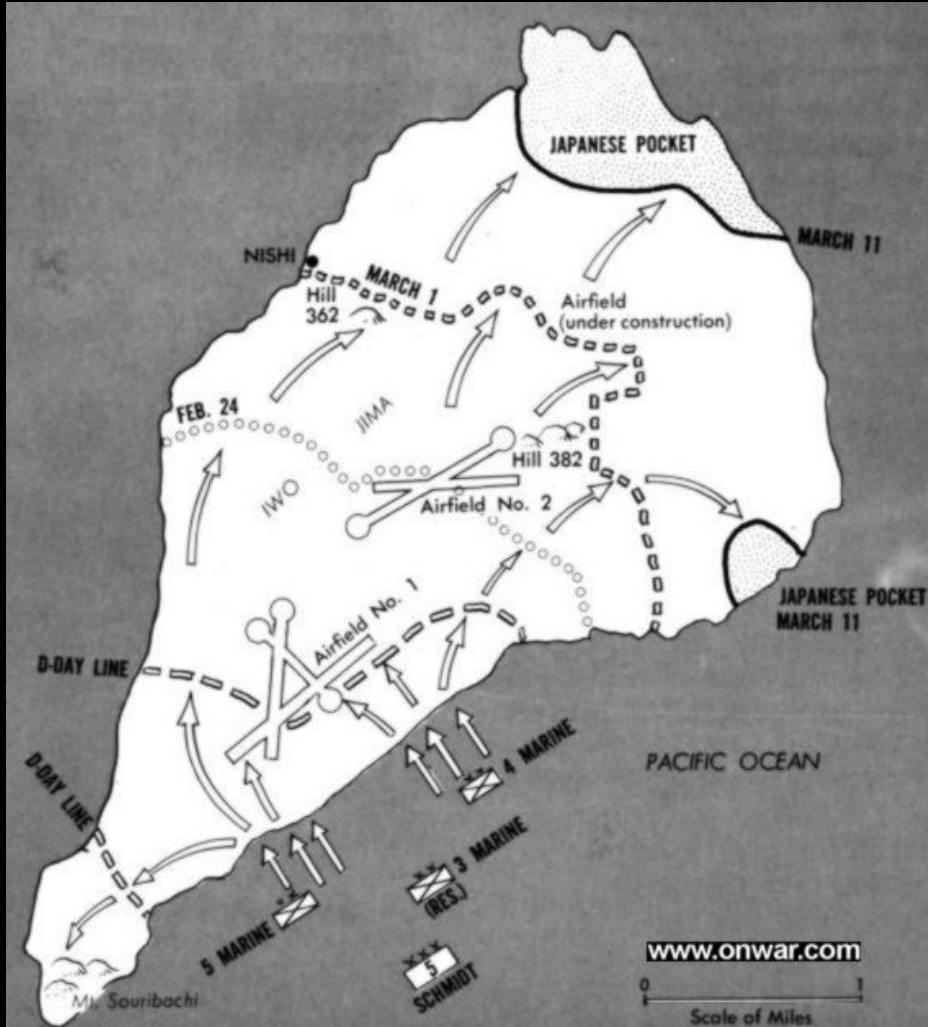 JAPANESE POCKET
MARCH 11
NISHI
MARCH 1
Hill
362
Airfield
(under construction)
FEB. 24
IWO JIMA
Hill 382
Airfield No. 2
Airfield No. 1
JAPANESE POCKET
MARCH 11
D-DAY LINE
D-DAY LINE
4 MARINE
PACIFIC OCEAN
3 MARINE
(RES.)
5 MARINE
5
SCHMIDT
Mt. Souribachi
www.onwar.com
0 1
Scale of Miles